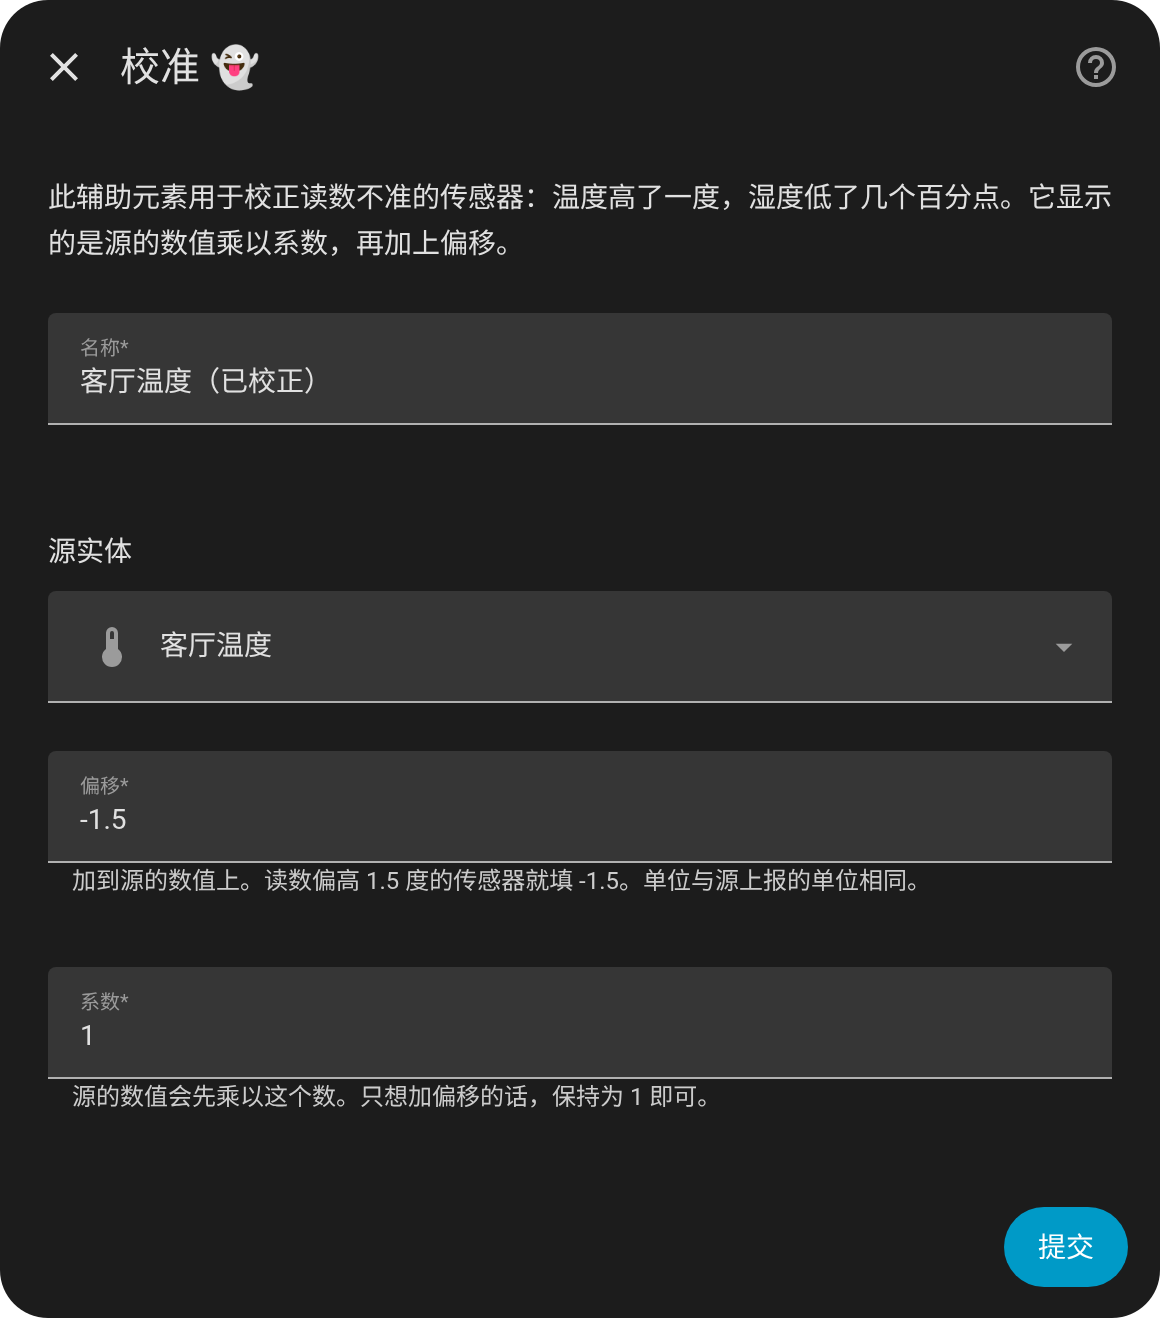 校准 👻
此辅助元素用于校正读数不准的传感器：温度高了一度，湿度低了几个百分点。它显示
的是源的数值乘以系数，再加上偏移。
名称*
客厅温度（已校正）
源实体
客厅温度
偏移*
-1.5
加到源的数值上。读数偏高 1.5 度的传感器就填 -1.5。单位与源上报的单位相同。
系数*
1
源的数值会先乘以这个数。只想加偏移的话，保持为 1 即可。
提交